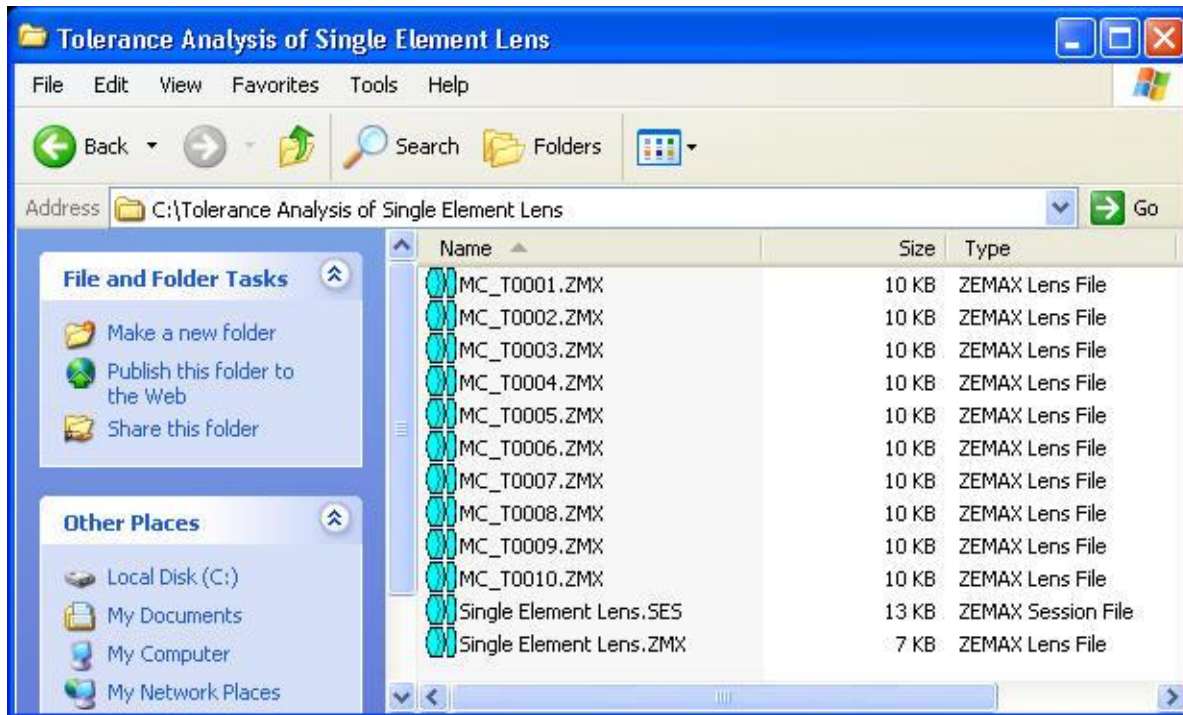 Tolerance Analysis of Single Element Lens
File Edit View Favorites Tools Help
Back Search Folders
Address C:\Tolerance Analysis of Single Element Lens Go
Name Size Type
File and Folder Tasks
Make a new folder
Publish this folder to
the Web
Share this folder
Other Places
Local Disk (C:)
My Documents
My Computer
My Network Places
MC_T0001.ZMX 10 KB ZEMAX Lens File
MC_T0002.ZMX 10 KB ZEMAX Lens File
MC_T0003.ZMX 10 KB ZEMAX Lens File
MC_T0004.ZMX 10 KB ZEMAX Lens File
MC_T0005.ZMX 10 KB ZEMAX Lens File
MC_T0006.ZMX 10 KB ZEMAX Lens File
MC_T0007.ZMX 10 KB ZEMAX Lens File
MC_T0008.ZMX 10 KB ZEMAX Lens File
MC_T0009.ZMX 10 KB ZEMAX Lens File
MC_T0010.ZMX 10 KB ZEMAX Lens File
Single Element Lens.SES 13 KB ZEMAX Session File
Single Element Lens.ZMX 7 KB ZEMAX Lens File